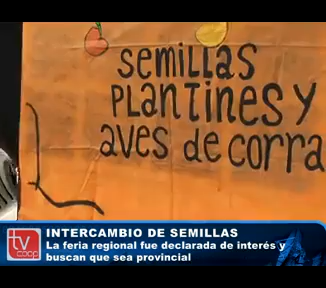 semillas
PLANTINES Y
aves de corra
tv
coop
INTERCAMBIO DE SEMILLAS
La feria regional fue declarada de interés y
buscan que sea provincial